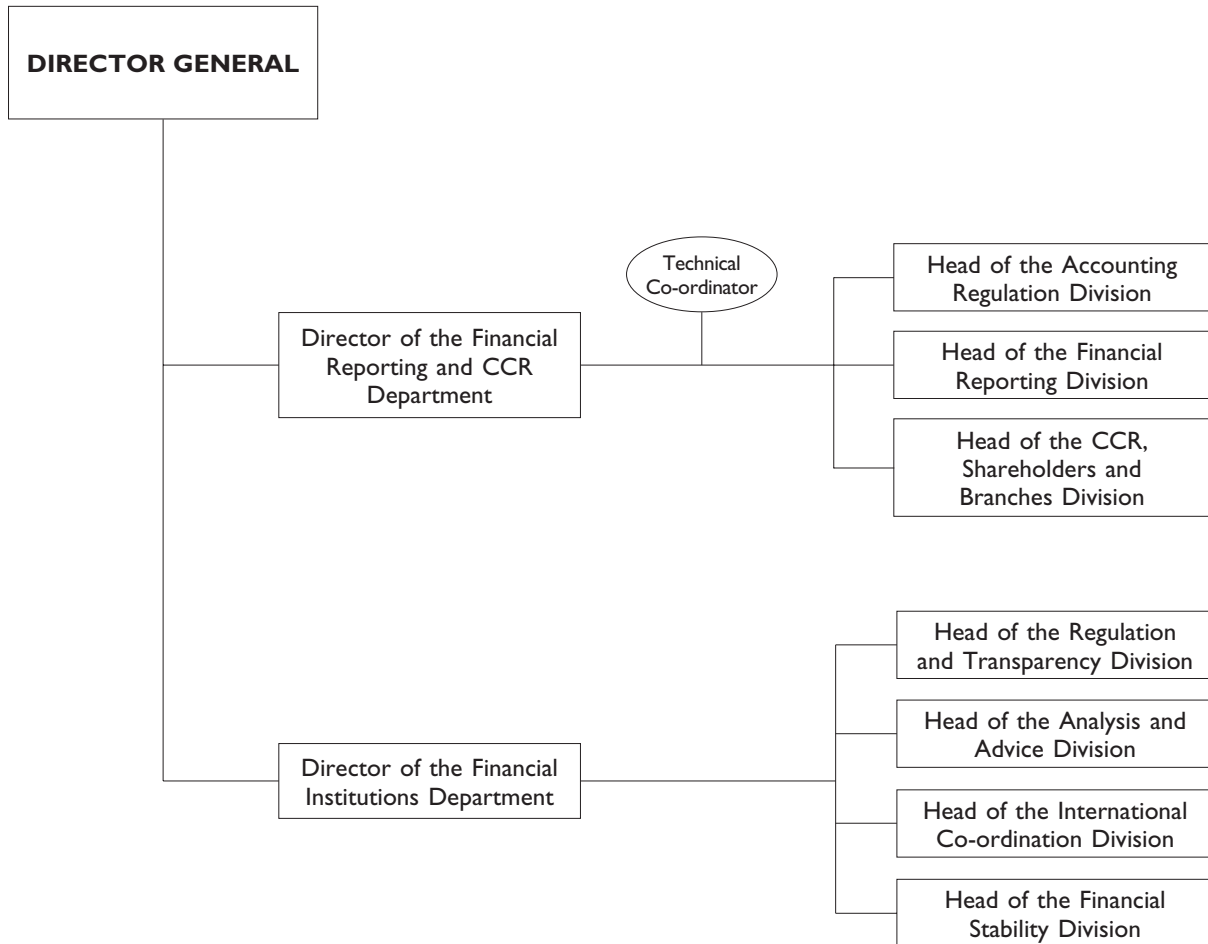 DIRECTOR GENERAL
Technical
Co-ordinator
Head of the Accounting
Regulation Division
Director of the Financial
Reporting and CCR
Department
Head of the Financial
Reporting Division
Head of the CCR,
Shareholders and
Branches Division
Head of the Regulation
and Transparency Division
Head of the Analysis and
Advice Division
Director of the Financial
Institutions Department
Head of the International
Co-ordination Division
Head of the Financial
Stability Division